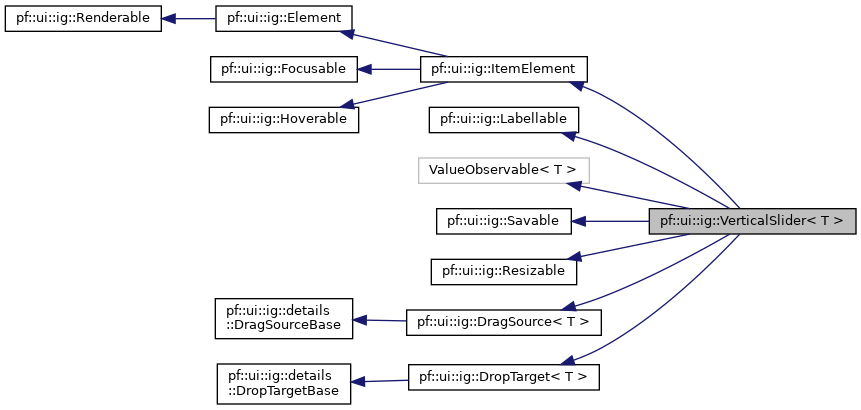 pf::ui::ig::Renderable
pf::ui::ig::Element
pf::ui::ig::Focusable
pf::ui::ig::ItemElement
pf::ui::ig::Hoverable
pf::ui::ig::Labellable
ValueObservable< T >
pf::ui::ig::Savable
pf::ui::ig::VerticalSlider< T >
pf::ui::ig::Resizable
pf::ui::ig::details
::DragSourceBase
pf::ui::ig::DragSource< T >
pf::ui::ig::details
::DropTargetBase
pf::ui::ig::DropTarget< T >